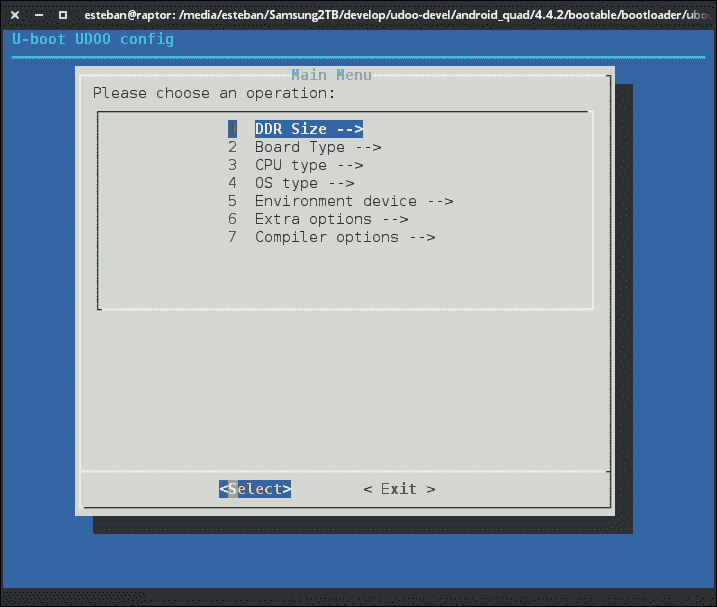 esteban@raptor: /media/esteban/Samsung2TB/develop/udoo-devel/android_quad/4.4.2/bootable/bootloader/uboo
U-boot UDOO config
Main Menu
Please choose an operation:
1 DDR Size -->
2 Board Type -->
3 CPU type -->
4 OS type -->
5 Environment device -->
6 Extra options -->
7 Compiler options -->
<Select> < Exit >